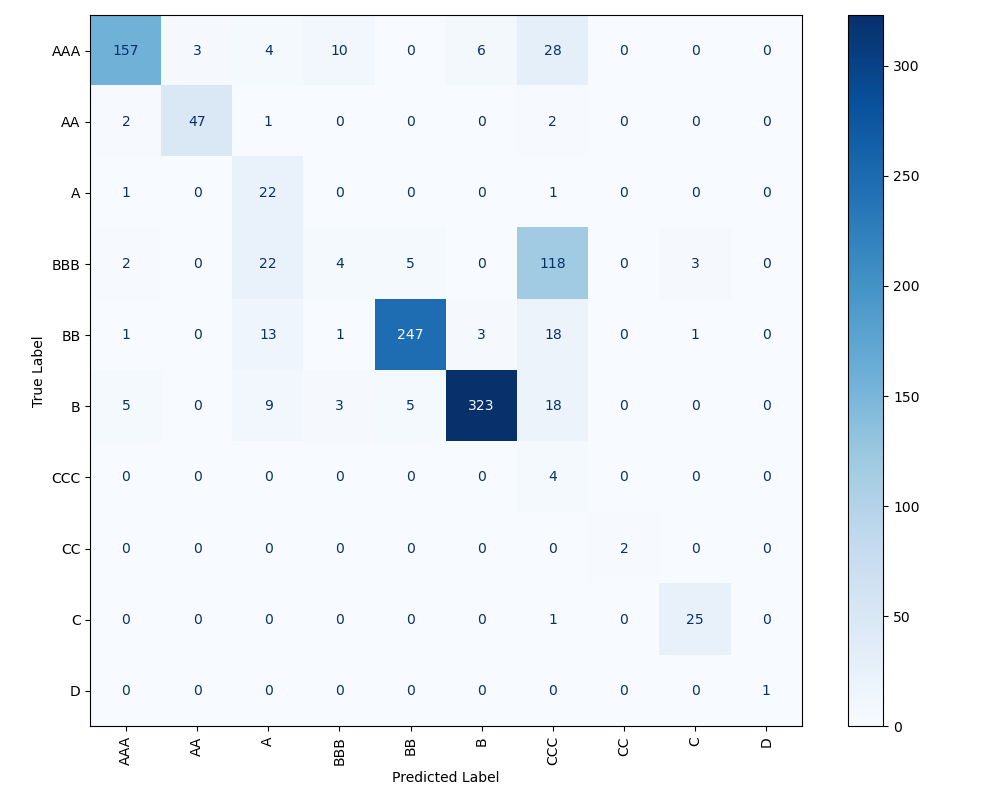 AAA 157 3 4 10 0 6 28 0 0 0
AA 2 47 1 0 0 0 2 0 0 0
A 1 0 22 0 0 0 1 0 0 0
BBB 2 0 22 4 5 0 118 0 3 0
BB 1 0 13 1 247 3 18 0 1 0
B 5 0 9 3 5 323 18 0 0 0
CCC 0 0 0 0 0 0 4 0 0 0
CC 0 0 0 0 0 0 0 2 0 0
C 0 0 0 0 0 0 1 0 25 0
D 0 0 0 0 0 0 0 0 0 1
AAA AA A BBB BB B CCC CC C D
Predicted Label
True Label
300
250
200
150
100
50
0